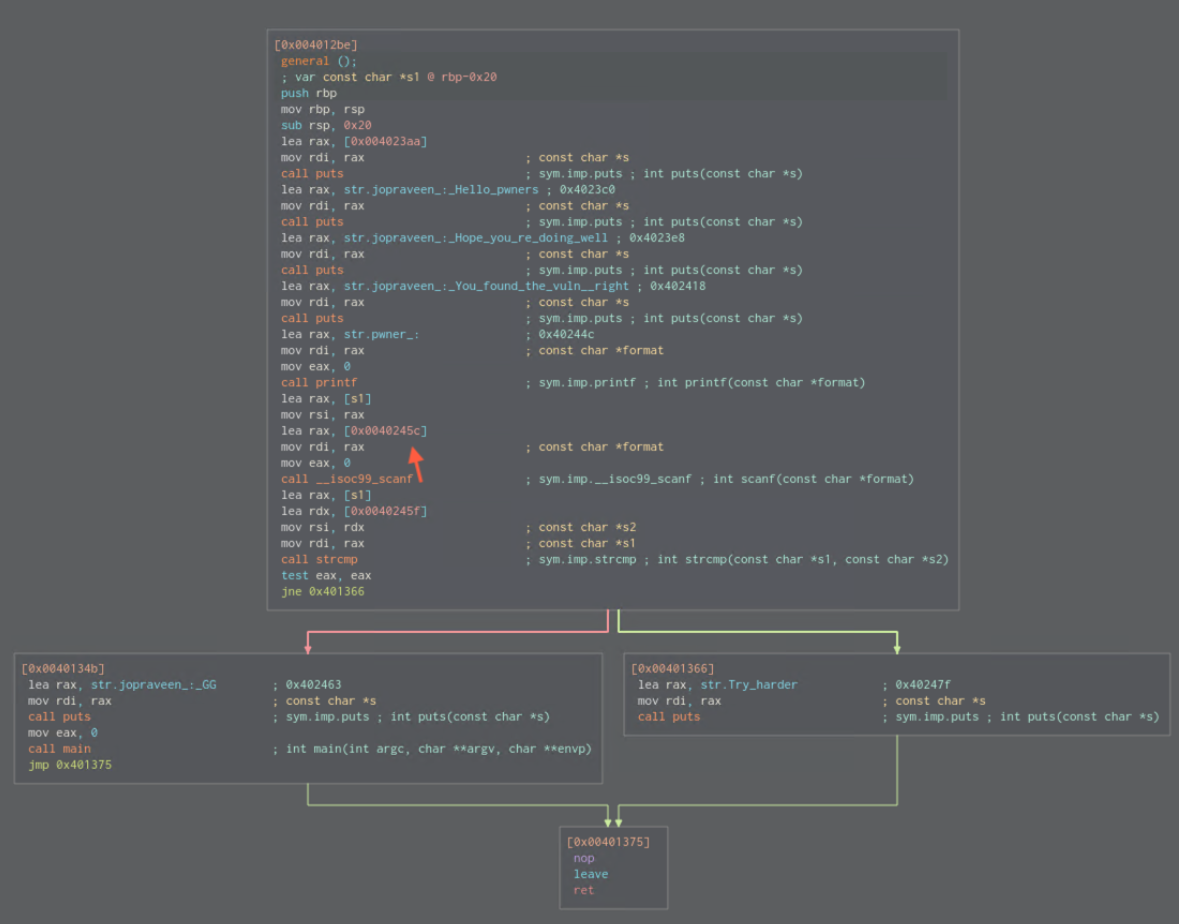 [0x004012be]
general ();
; var const char *s1 @ rbp-0x20
push rbp
mov rbp, rsp
sub rsp, 0x20
lea rax, [0x004023aa]
mov rdi, rax ; const char *s
call puts ; sym.imp.puts ; int puts(const char *s)
lea rax, str.jopraveen_:_Hello_pwners ; 0x4023c0
mov rdi, rax ; const char *s
call puts ; sym.imp.puts ; int puts(const char *s)
lea rax, str.jopraveen_:_Hope_you_re_doing_well ; 0x4023e8
mov rdi, rax ; const char *s
call puts ; sym.imp.puts ; int puts(const char *s)
lea rax, str.jopraveen_:_You_found_the_vuln__right ; 0x402418
mov rdi, rax ; const char *s
call puts ; sym.imp.puts ; int puts(const char *s)
lea rax, str.pwner_: ; 0x40244c
mov rdi, rax ; const char *format
mov eax, 0
call printf ; sym.imp.printf ; int printf(const char *format)
lea rax, [s1]
mov rsi, rax
lea rax, [0x0040245c]
mov rdi, rax ; const char *format
mov eax, 0
call __isoc99_scanf ; sym.imp.__isoc99_scanf ; int scanf(const char *format)
lea rax, [s1]
lea rdx, [0x0040245f]
mov rsi, rdx ; const char *s2
mov rdi, rax ; const char *s1
call strcmp ; sym.imp.strcmp ; int strcmp(const char *s1, const char *s2)
test eax, eax
jne 0x401366
[0x0040134b]
lea rax, str.jopraveen_:_GG ; 0x402463
mov rdi, rax ; const char *s
call puts ; sym.imp.puts ; int puts(const char *s)
mov eax, 0
call main ; int main(int argc, char **argv, char **envp)
jmp 0x401375
[0x00401366]
lea rax, str.Try_harder ; 0x40247f
mov rdi, rax ; const char *s
call puts ; sym.imp.puts ; int puts(const char *s)
[0x00401375]
nop
leave
ret